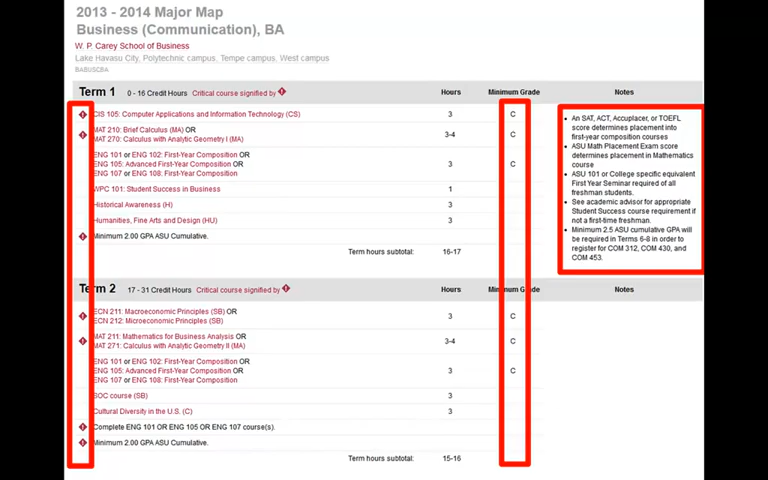 2013 - 2014 Major Map
Business (Communication), BA
W. P. Carey School of Business
Lake Havasu City, Polytechnic campus, Tempe campus, West campus
BABUSCBA
Term 1 0 - 16 Credit Hours Critical course signified by Hours Minimum Grade Notes
CIS 105: Computer Applications and Information Technology (CS) 3 C
MAT 210: Brief Calculus (MA) OR
MAT 270: Calculus with Analytic Geometry I (MA) 3-4 C
ENG 101 or ENG 102: First-Year Composition OR
ENG 105: Advanced First-Year Composition OR 3 C
ENG 107 or ENG 108: First-Year Composition
WPC 101: Student Success in Business 1
Historical Awareness (H) 3
Humanities, Fine Arts and Design (HU) 3
Minimum 2.00 GPA ASU Cumulative.
Term hours subtotal: 16-17
An SAT, ACT, Accuplacer, or TOEFL
score determines placement into
first-year composition courses
ASU Math Placement Exam score
determines placement in Mathematics
course
ASU 101 or College specific equivalent
First Year Seminar required of all
freshman students.
See academic advisor for appropriate
Student Success course requirement if
not a first-time freshman.
Minimum 2.5 ASU cumulative GPA will
be required in Terms 6-8 in order to
register for COM 312, COM 430, and
COM 453.
Term 2 17 - 31 Credit Hours Critical course signified by Hours Minimum Grade Notes
ECN 211: Macroeconomic Principles (SB) OR
ECN 212: Microeconomic Principles (SB) 3 C
MAT 211: Mathematics for Business Analysis OR
MAT 271: Calculus with Analytic Geometry II (MA) 3-4 C
ENG 101 or ENG 102: First-Year Composition OR
ENG 105: Advanced First-Year Composition OR 3 C
ENG 107 or ENG 108: First-Year Composition
SOC course (SB) 3
Cultural Diversity in the U.S. (C) 3
Complete ENG 101 OR ENG 105 OR ENG 107 course(s).
Minimum 2.00 GPA ASU Cumulative.
Term hours subtotal: 15-16